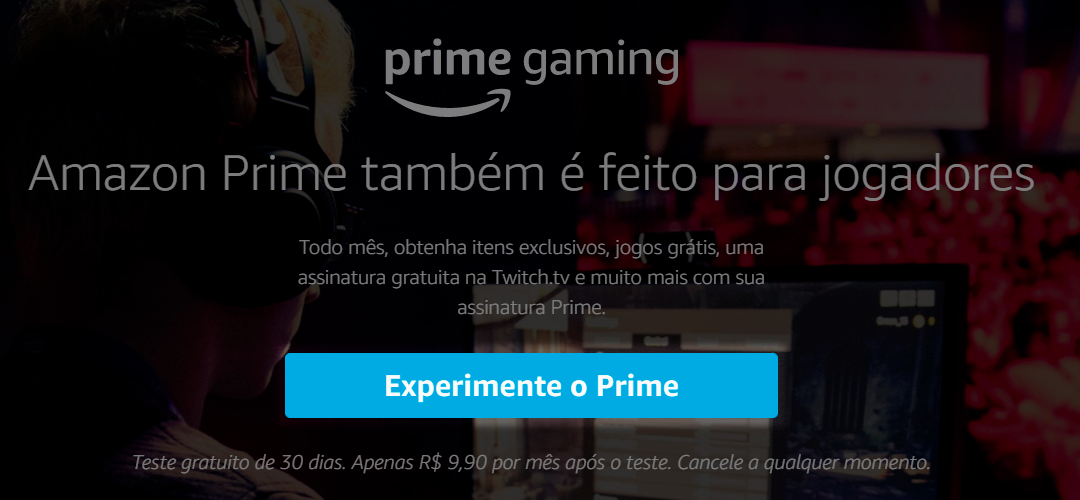 prime gaming
Amazon Prime também é feito para jogadores
Todo mês, obtenha itens exclusivos, jogos grátis, uma
assinatura gratuita na Twitch.tv e muito mais com sua
assinatura Prime.
Experimente o Prime
Teste gratuito de 30 dias. Apenas R$ 9,90 por mês após o teste. Cancele a qualquer momento.